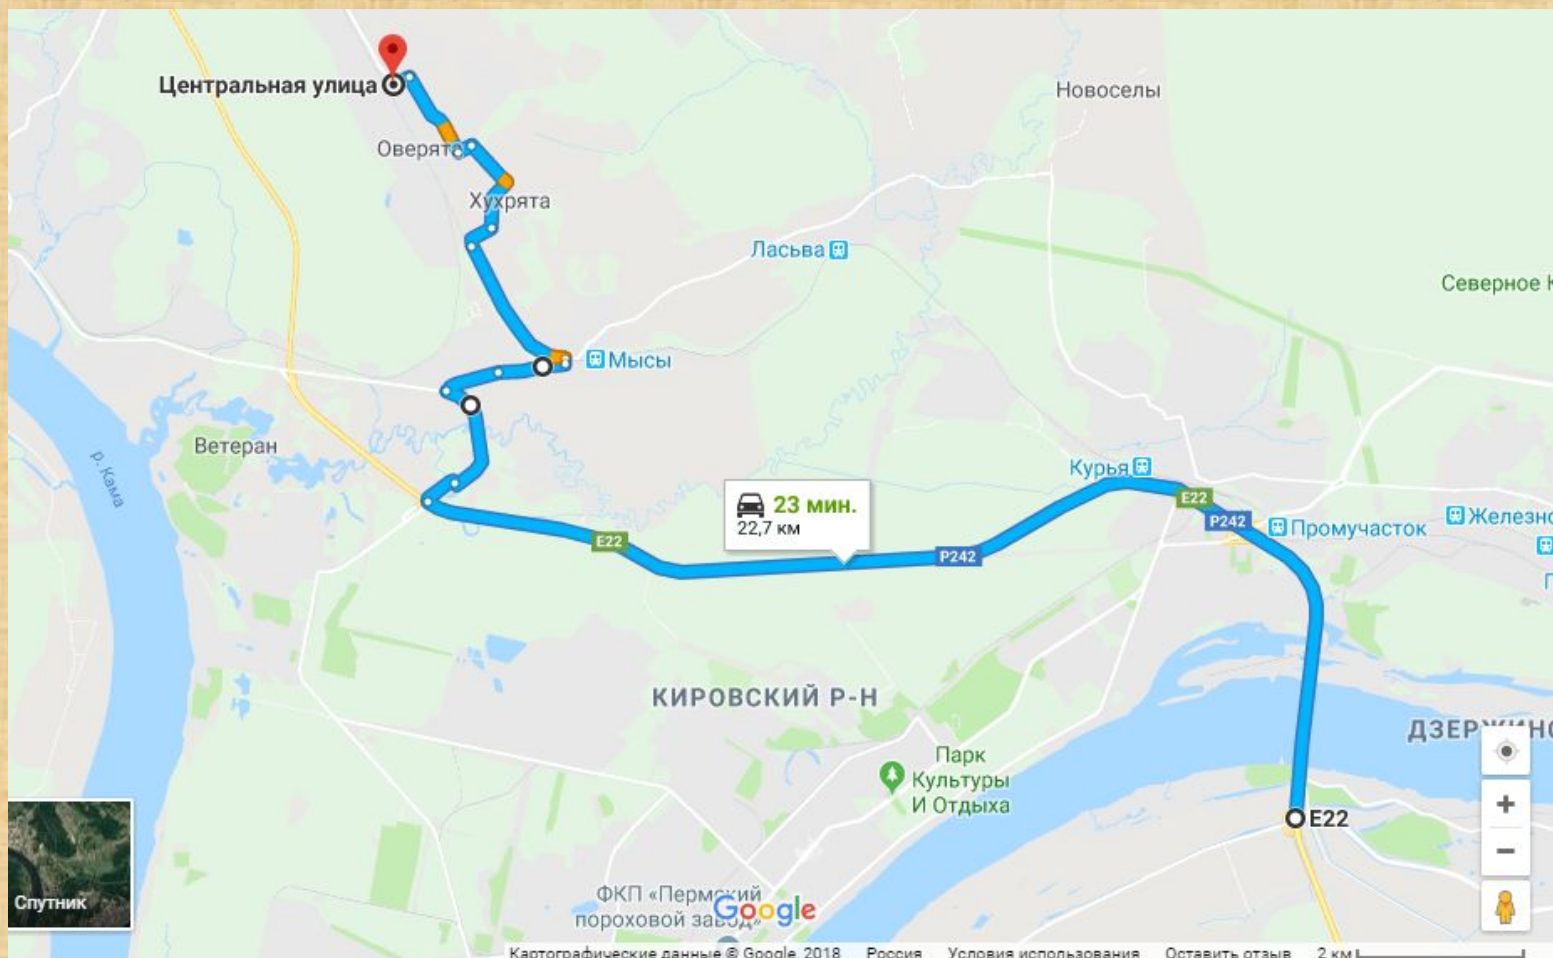 Центральная улица
Новоселы
Оверята
Хухрята
Ласьва
Северное
Мысы
Ветеран
р. Кама
Курья
E22
P242
Промучасток
23 мин.
22,7 км
E22
P242
КИРОВСКИЙ Р-Н
Парк
Культуры
И Отдыха
E22
ФКП «Пермский
пороховой завод»
Google
Спутник
Картографические данные © Google, 2018 Россия Условия использования Оставить отзыв 2 км